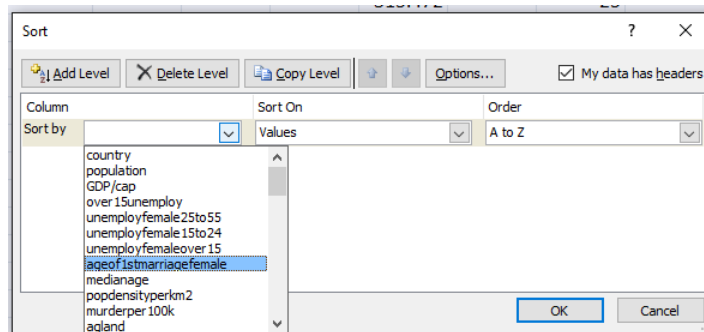 Sort ? X
Add Level Delete Level Copy Level Options... My data has headers
Column Sort On Order
Sort by Values A to Z
country
population
GDP/cap
over15unemploy
unemployfemale25to55
unemployfemale15to24
unemployfemaleover15
ageof1stmarriagefemale
medianage
popdensityperkm2
murderper100k
agland
OK Cancel